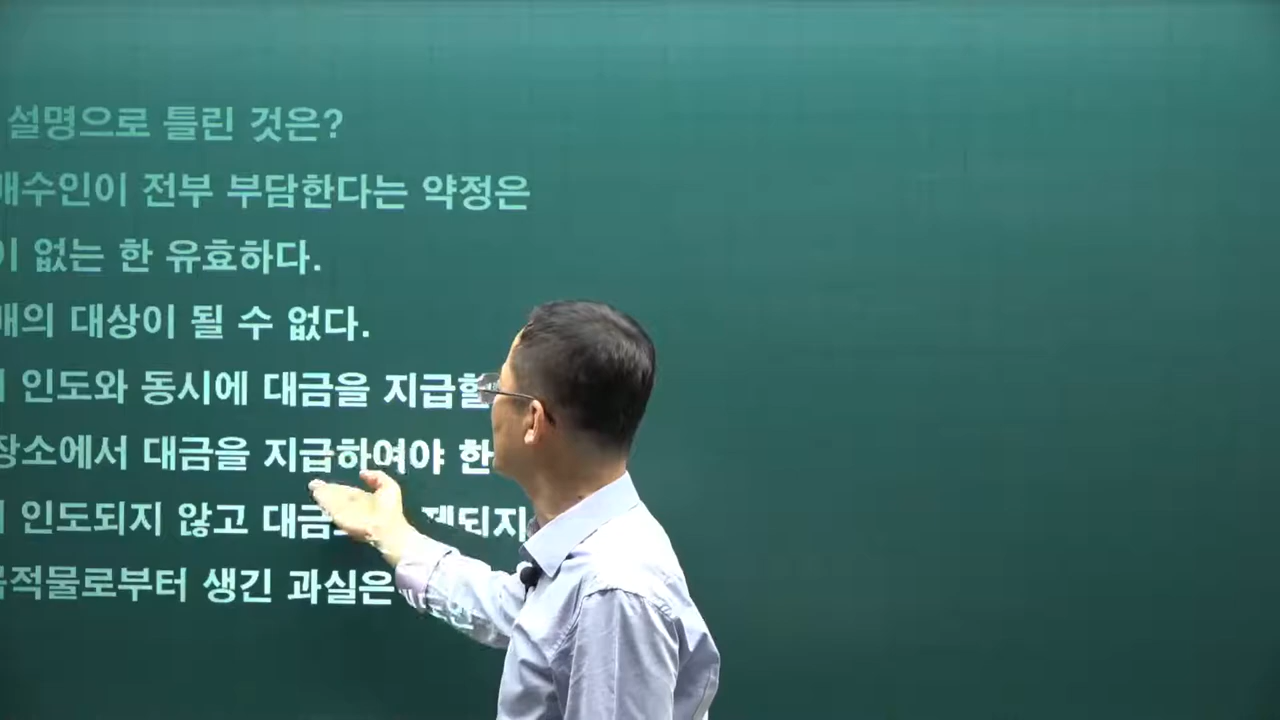 설명으로 틀린 것은?
매수인이 전부 부담한다는 약정은
이 없는 한 유효하다.
매의 대상이 될 수 없다.
인도와 동시에 대금을 지급할
장소에서 대금을 지급하여야 한
인도되지 않고 대금
목적물로부터 생긴 과실은